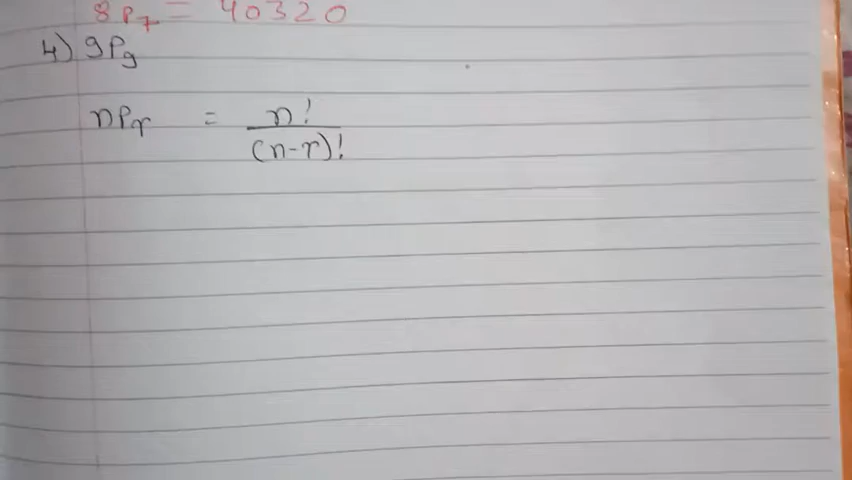 8P7 = 40320
4) 9P9
nPr = n!
(n-r)!